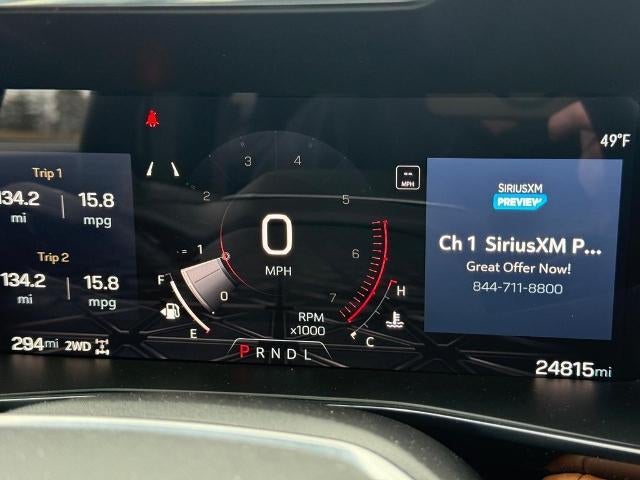 49°F
Trip 1
134.2 | 15.8
mi mpg
Trip 2
134.2 | 15.8
mi mpg
294mi 2WD
0 1 2 3 4 5 6 7
-- MPH
0
MPH
RPM
x1000
F
E
H
C
PRNDL
SIRIUSXM
PREVIEW
Ch 1 SiriusXM P...
Great Offer Now!
844-711-8800
24815mi